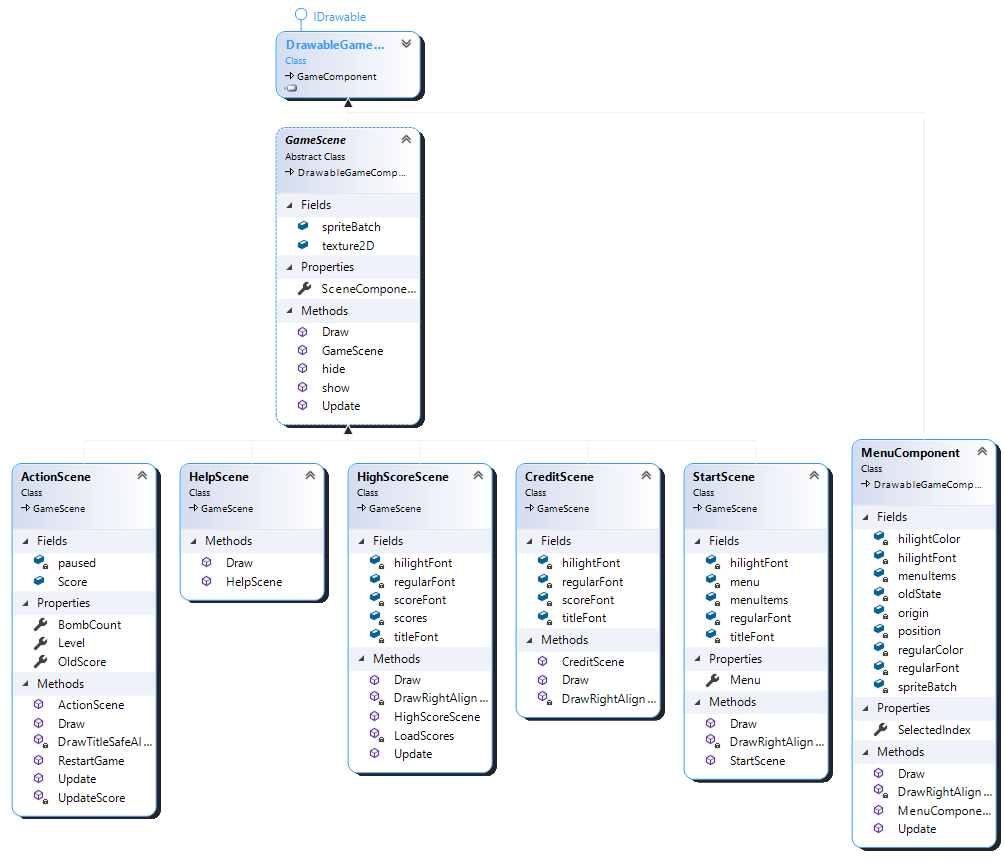 IDrawable
DrawableGame...
Class
GameComponent
GameScene
Abstract Class
DrawableGameComp...
Fields
spriteBatch
texture2D
Properties
SceneCompone...
Methods
Draw
GameScene
hide
show
Update
ActionScene
Class
GameScene
Fields
paused
Score
Properties
BombCount
Level
OldScore
Methods
ActionScene
Draw
DrawTitleSafeAl...
RestartGame
Update
UpdateScore
HelpScene
Class
GameScene
Methods
Draw
HelpScene
HighScoreScene
Class
GameScene
Fields
hilightFont
regularFont
scoreFont
scores
titleFont
Methods
Draw
DrawRightAlign...
HighScoreScene
LoadScores
Update
CreditScene
Class
GameScene
Fields
hilightFont
regularFont
scoreFont
titleFont
Methods
CreditScene
Draw
DrawRightAlign...
StartScene
Class
GameScene
Fields
hilightFont
menu
menuItems
regularFont
titleFont
Properties
Menu
Methods
Draw
DrawRightAlign...
StartScene
MenuComponent
Class
DrawableGameComp...
Fields
hilightColor
hilightFont
menuItems
oldState
origin
position
regularColor
regularFont
spriteBatch
Properties
SelectedIndex
Methods
Draw
DrawRightAlign...
MenuCompone...
Update